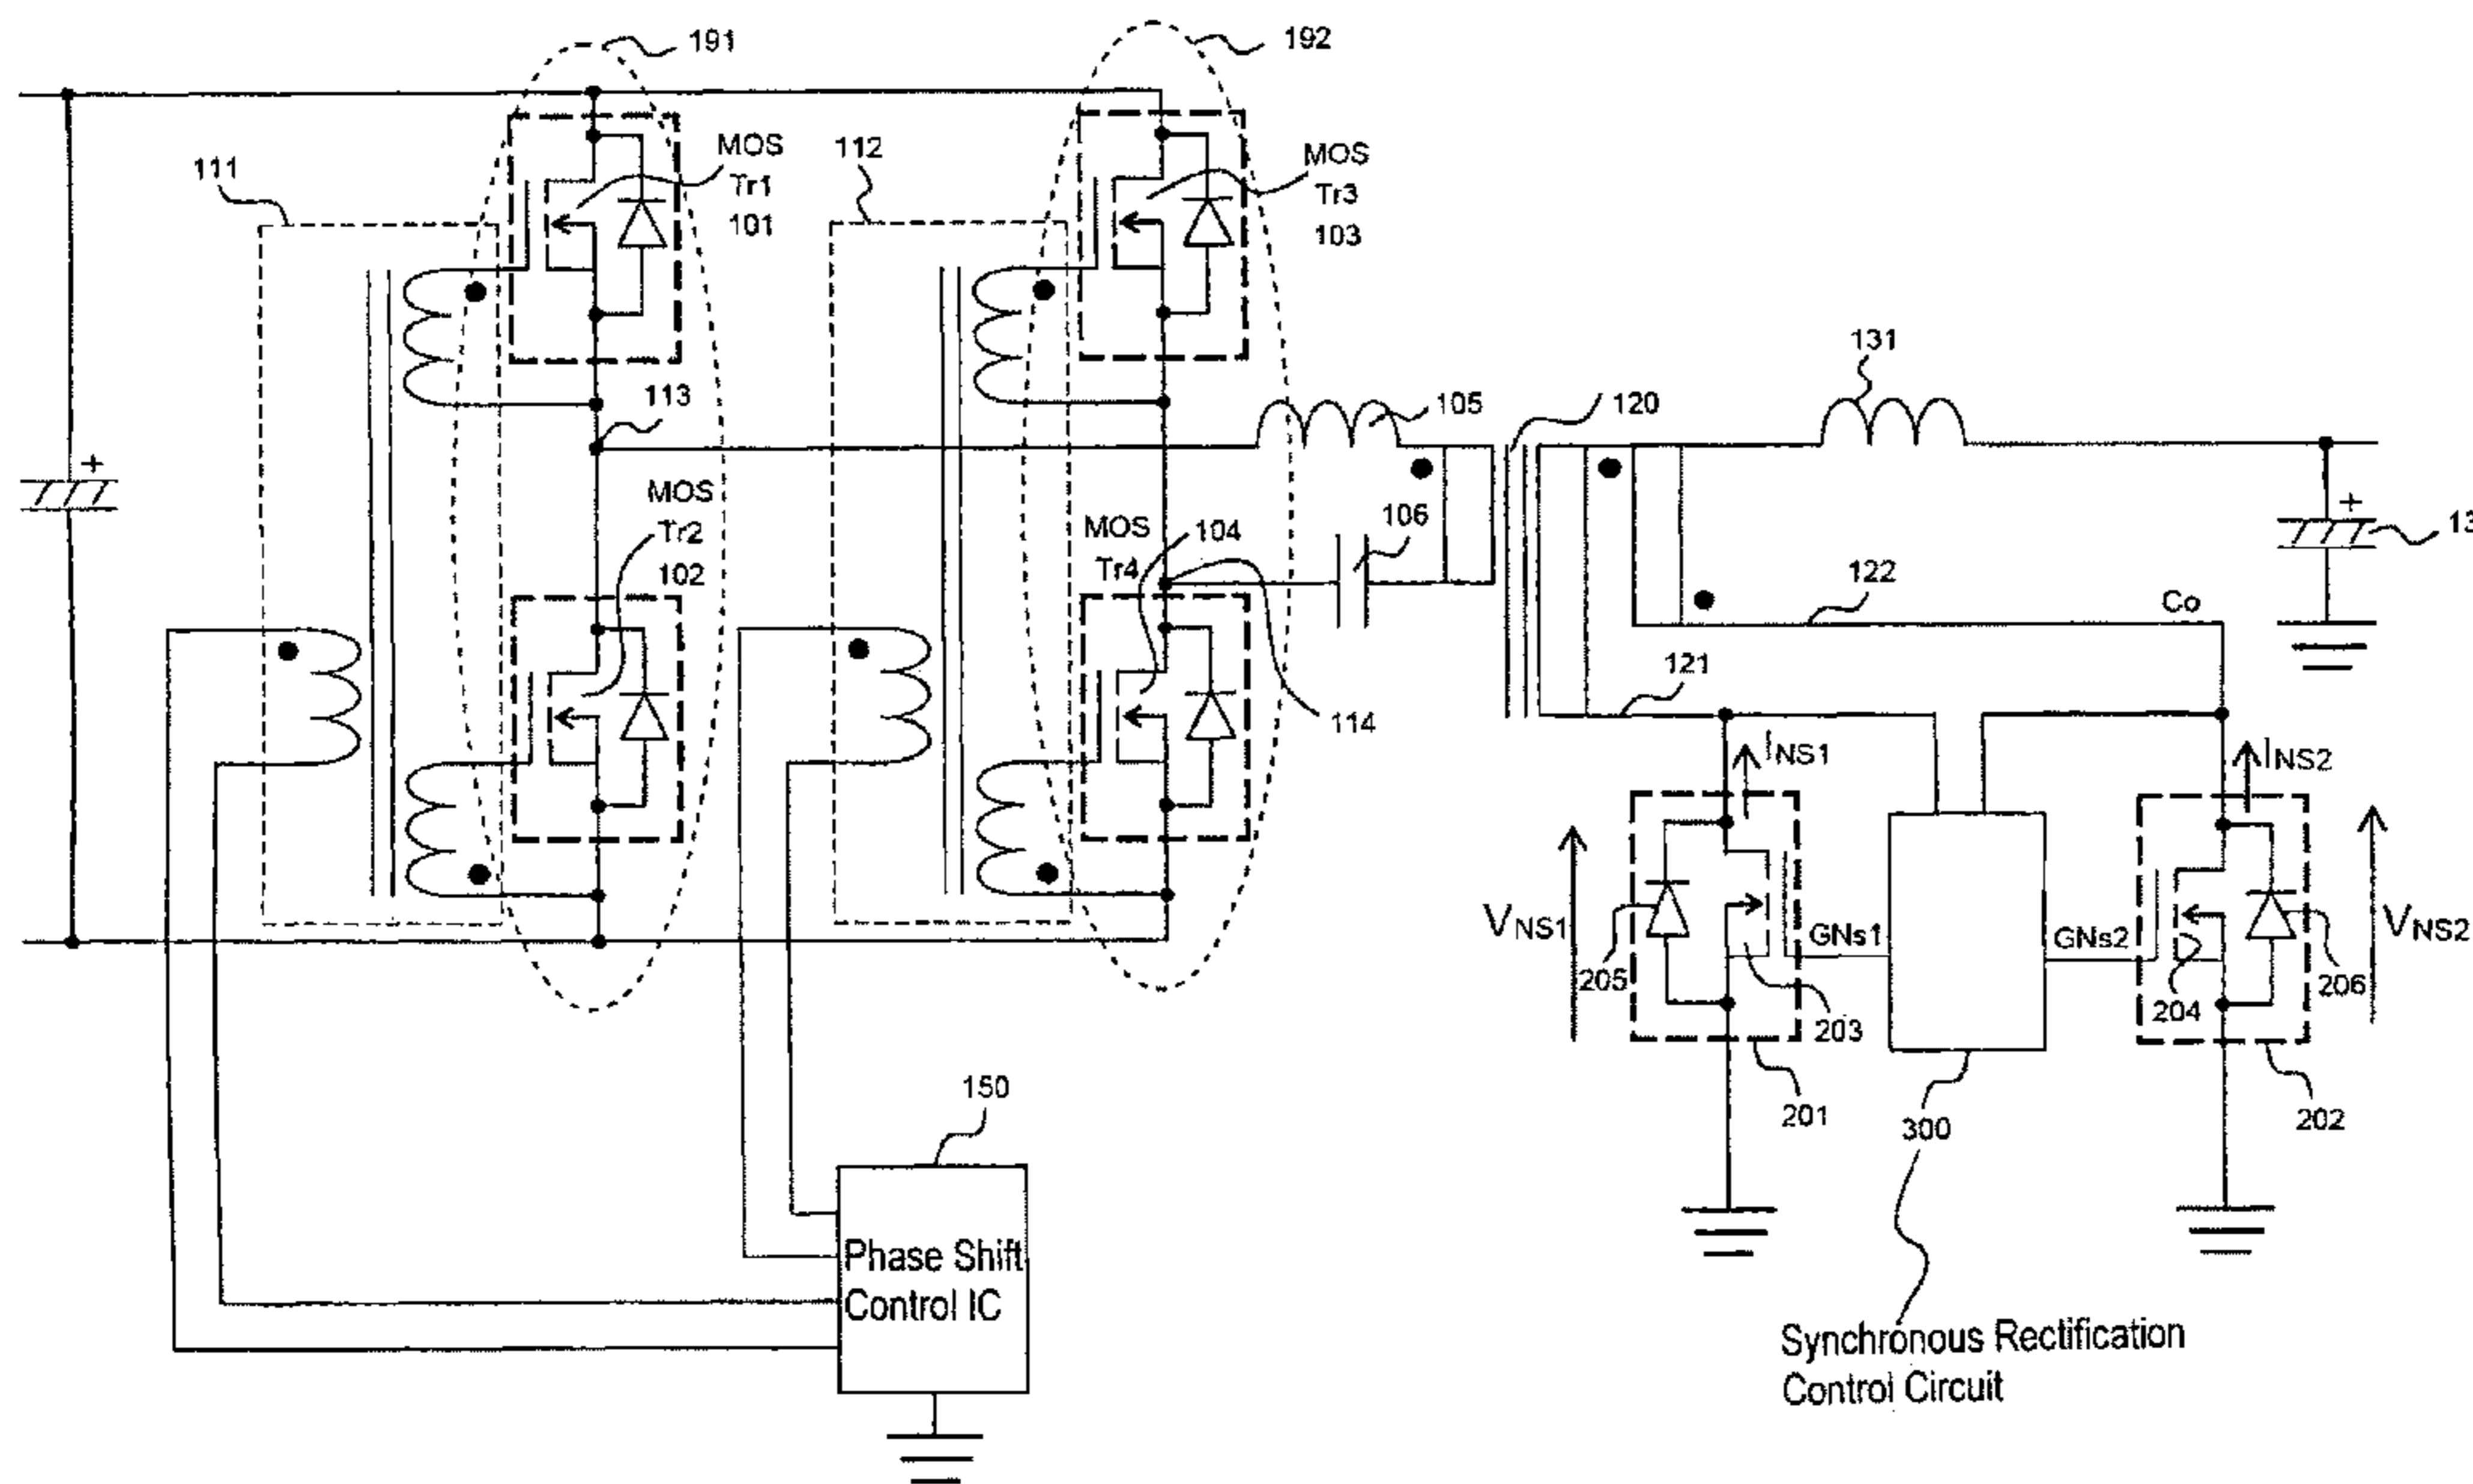 191
192
111
MOS
Tr1
101
112
MOS
Tr3
103
113
105
120
131
MOS
Tr2
102
MOS
Tr4
104
106
+
+
13
122
Co
121
114
INS1
INS2
VNS1
205
GNs1
203
GNs2
204
206
VNS2
201
300
202
150
Phase Shift
Control IC
Synchronous Rectification
Control Circuit